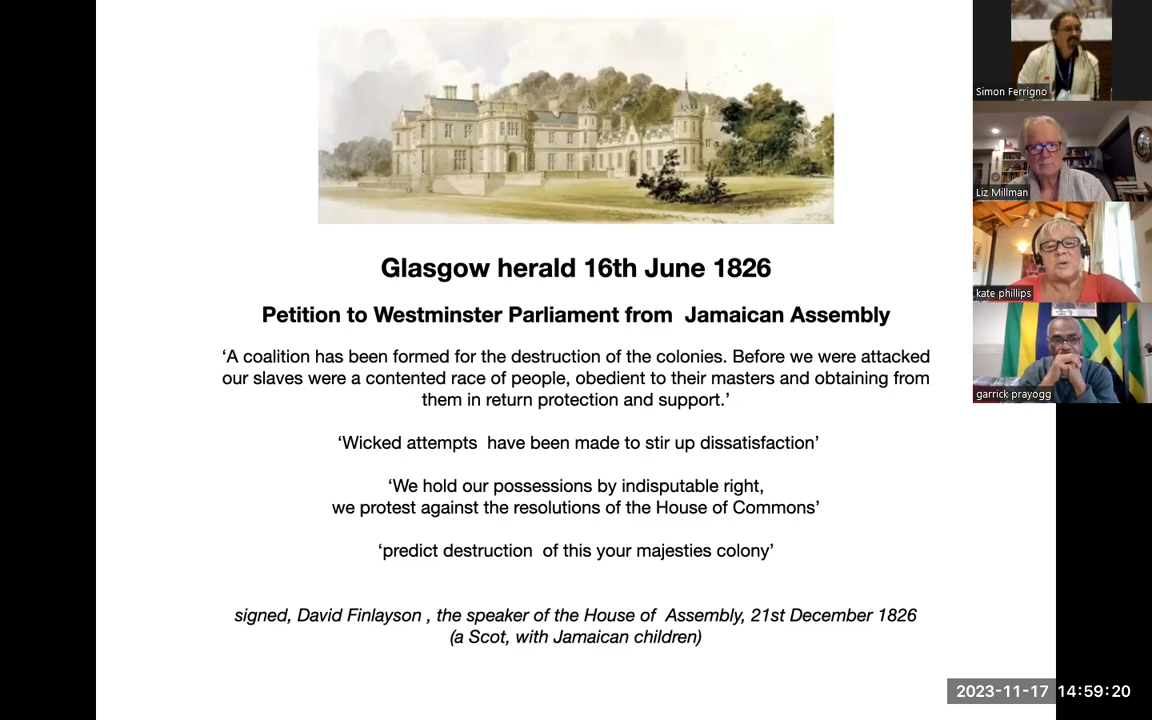 Glasgow herald 16th June 1826
Petition to Westminster Parliament from  Jamaican Assembly
‘A coalition has been formed for the destruction of the colonies. Before we were attacked
our slaves were a contented race of people, obedient to their masters and obtaining from
them in return protection and support.’
‘Wicked attempts  have been made to stir up dissatisfaction’
‘We hold our possessions by indisputable right,
we protest against the resolutions of the House of Commons’
‘predict destruction  of this your majesties colony’
signed, David Finlayson , the speaker of the House of  Assembly, 21st December 1826
(a Scot, with Jamaican children)
Simon Ferrigno
Liz Millman
kate phillips
garrick prayogg
2023-11-17 14:59:20